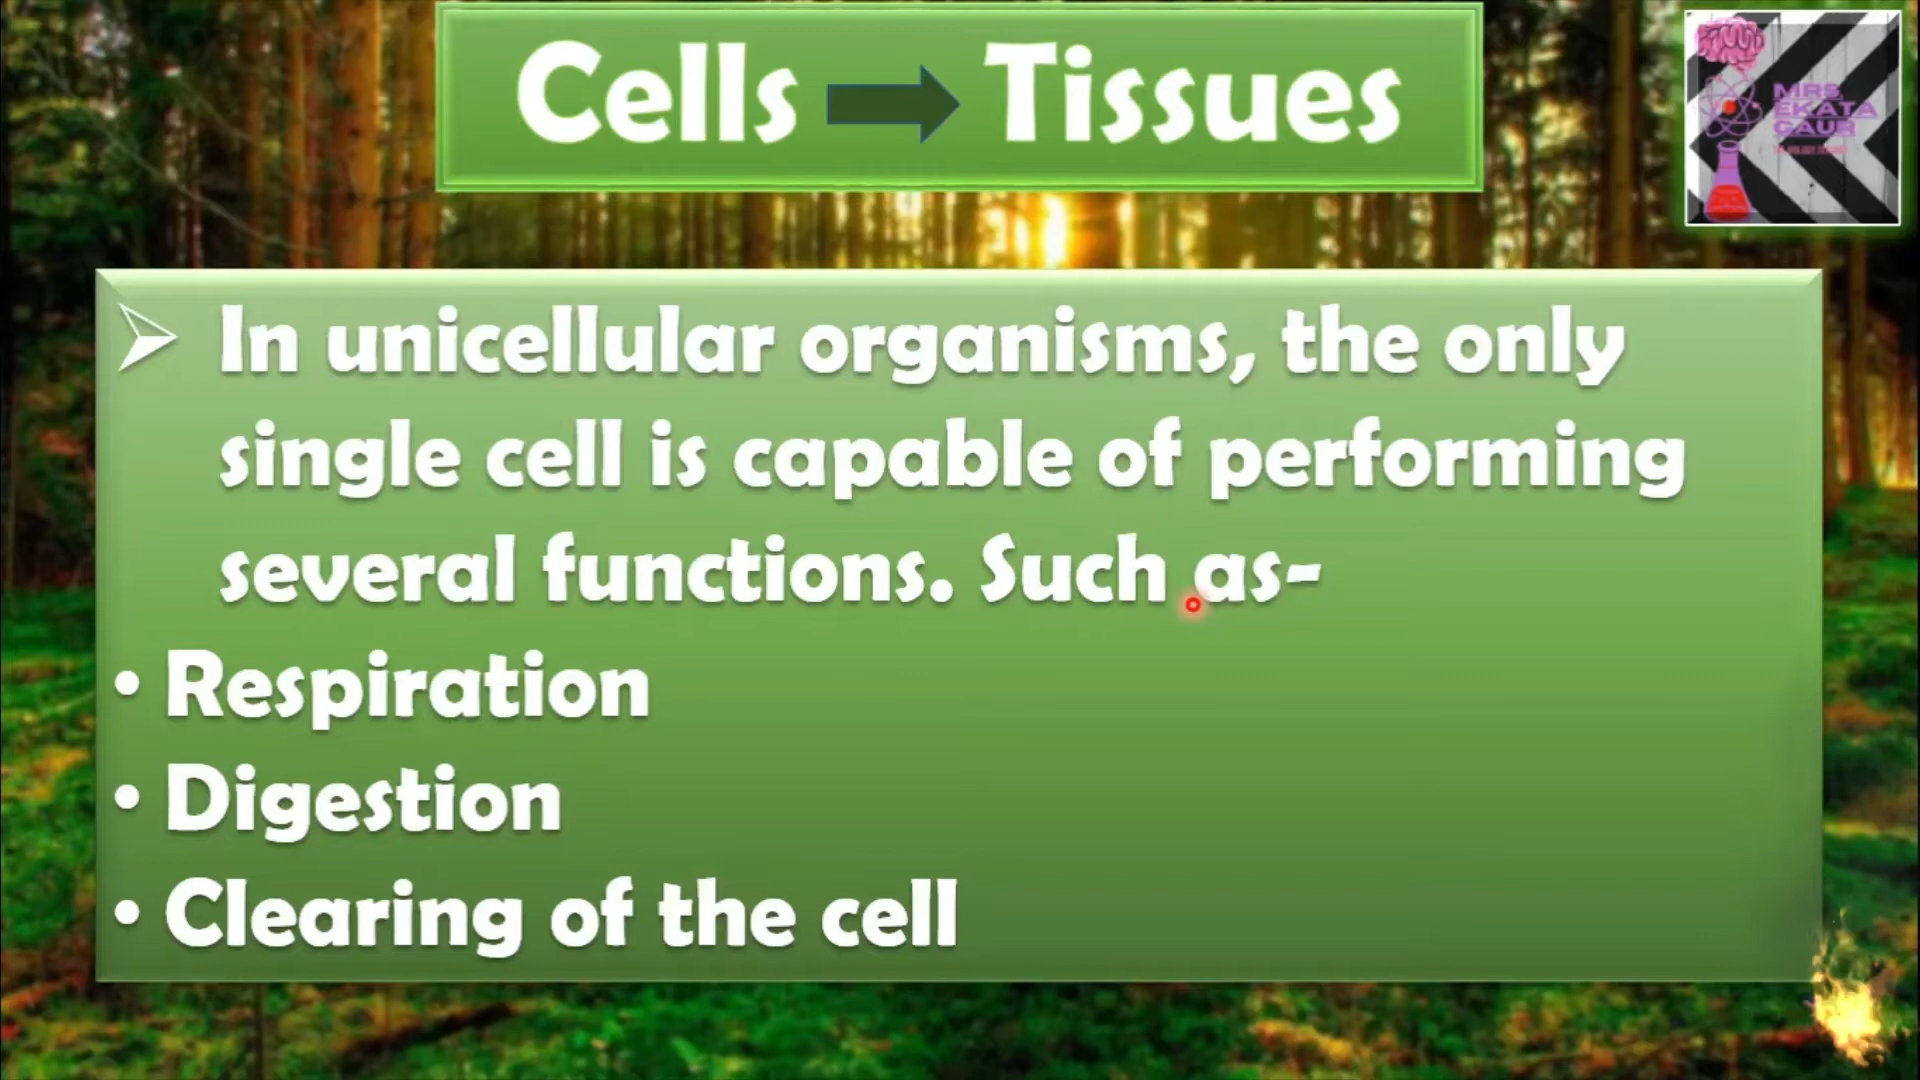 Cells Tissues
MRS.
EKATA
GAUR
In unicellular organisms, the only
single cell is capable of performing
several functions. Such as-
• Respiration
• Digestion
• Clearing of the cell